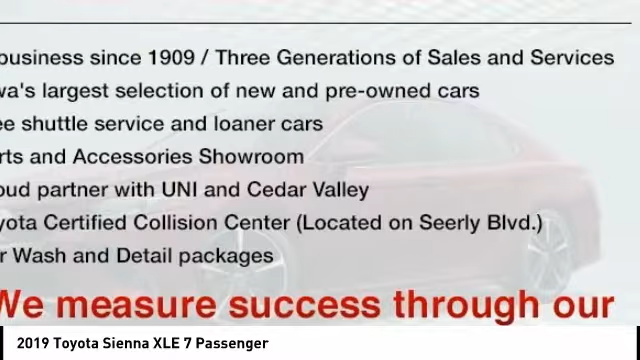 business since 1909 / Three Generations of Sales and Services
wa's largest selection of new and pre-owned cars
ee shuttle service and loaner cars
rts and Accessories Showroom
oud partner with UNI and Cedar Valley
yota Certified Collision Center (Located on Seerly Blvd.)
r Wash and Detail packages
We measure success through our
2019 Toyota Sienna XLE 7 Passenger